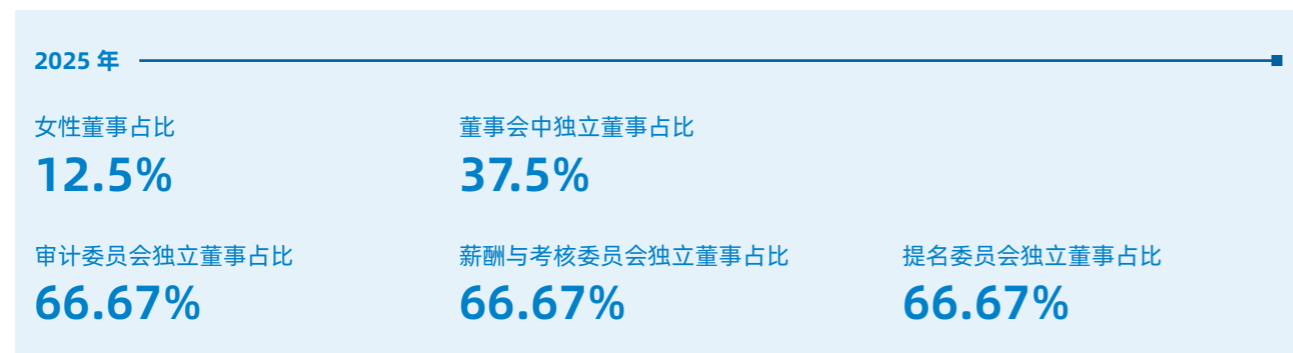 2025 年
女性董事占比
董事会中独立董事占比
12.5%
37.5%
审计委员会独立董事占比
薪酬与考核委员会独立董事占比
提名委员会独立董事占比
66.67%
66.67%
66.67%